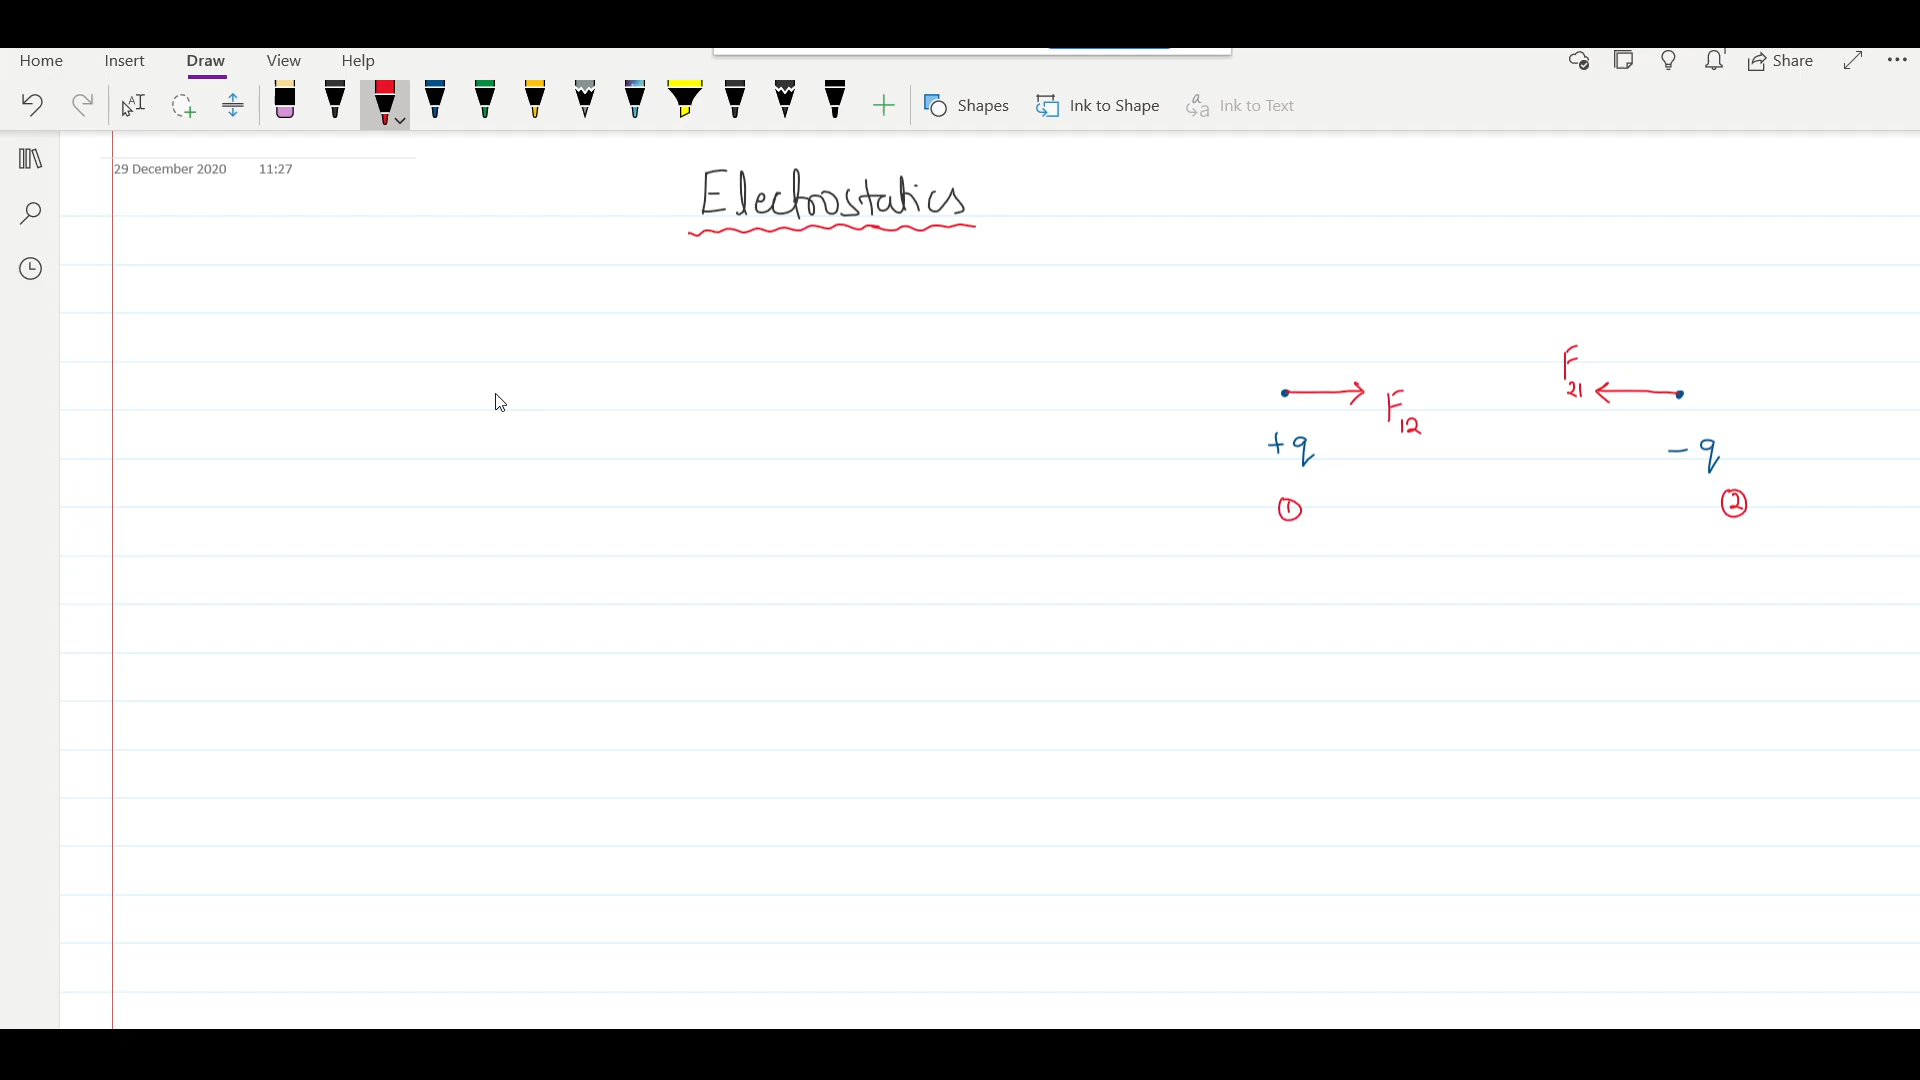 Home Insert Draw View Help Share
Shapes Ink to Shape Ink to Text
29 December 2020 11:27
Electrostatics
F21
F12
+q
-q
①
②